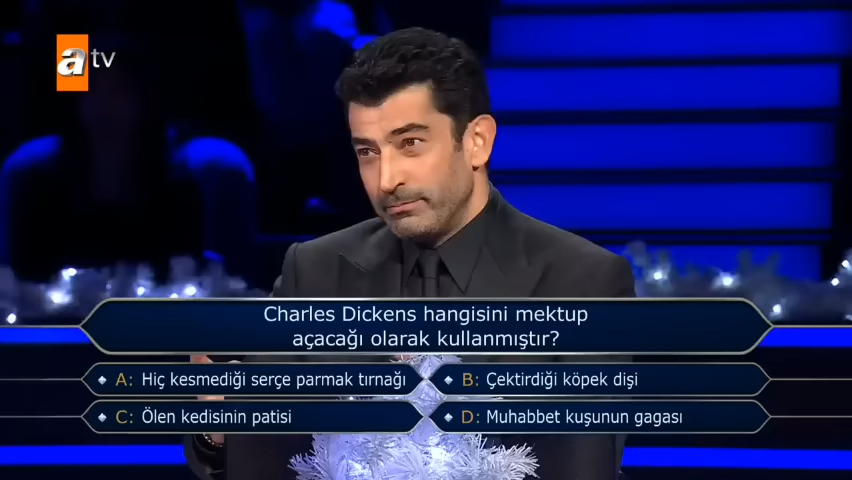 atv
Charles Dickens hangisini mektup
açacağı olarak kullanmıştır?
A: Hiç kesmediği serçe parmak tırnağı
B: Çektirdiği köpek dişi
C: Ölen kedisinin patisi
D: Muhabbet kuşunun gagası